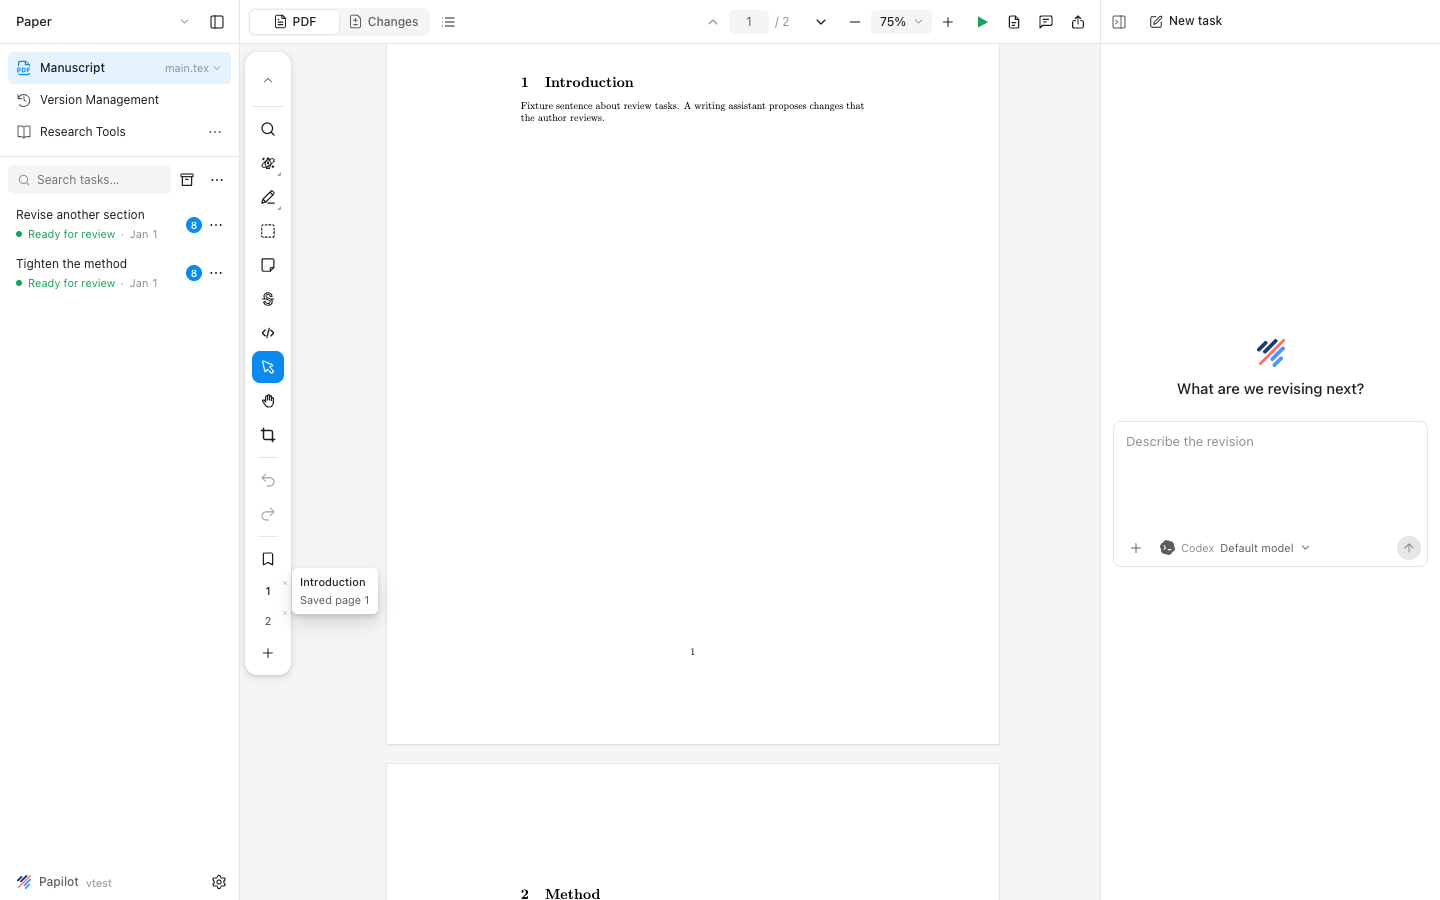 Paper
PDF
Changes
1 / 2
75%
New task
Manuscript
main.tex
Version Management
Research Tools
Search tasks...
Revise another section
8
Ready for review · Jan 1
Tighten the method
8
Ready for review · Jan 1
1 Introduction
Fixture sentence about review tasks. A writing assistant proposes changes that
the author reviews.
1
Introduction
Saved page 1
1
2
2 Method
What are we revising next?
Describe the revision
Codex Default model
Papilot vtest